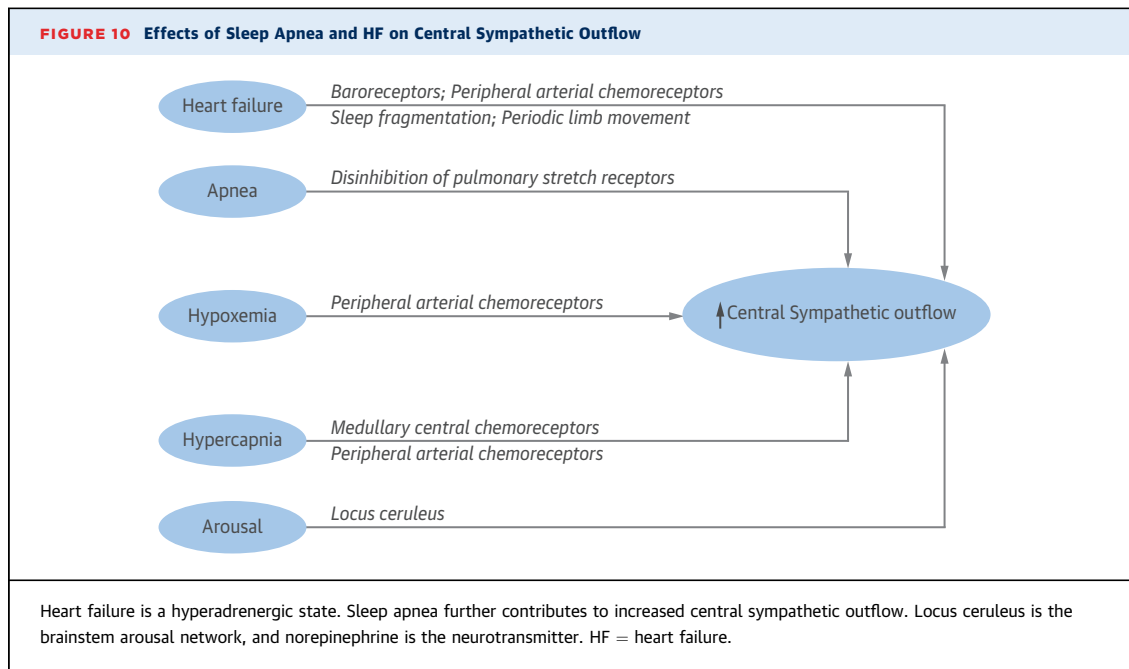 FIGURE 10 Effects of Sleep Apnea and HF on Central Sympathetic Outflow
Heart failure
Baroreceptors; Peripheral arterial chemoreceptors
Sleep fragmentation; Periodic limb movement
Apnea
Disinhibition of pulmonary stretch receptors
Hypoxemia
Peripheral arterial chemoreceptors
Central Sympathetic outflow
Hypercapnia
Medullary central chemoreceptors
Peripheral arterial chemoreceptors
Arousal
Locus ceruleus
Heart failure is a hyperadrenergic state. Sleep apnea further contributes to increased central sympathetic outflow. Locus ceruleus is the
brainstem arousal network, and norepinephrine is the neurotransmitter. HF = heart failure.